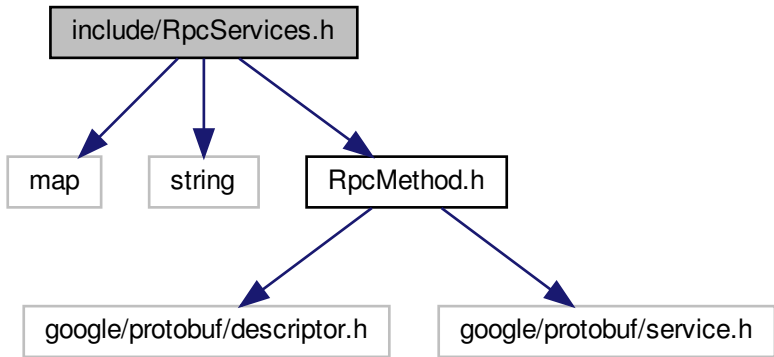 include/RpcServices.h
map
string
RpcMethod.h
google/protobuf/descriptor.h
google/protobuf/service.h